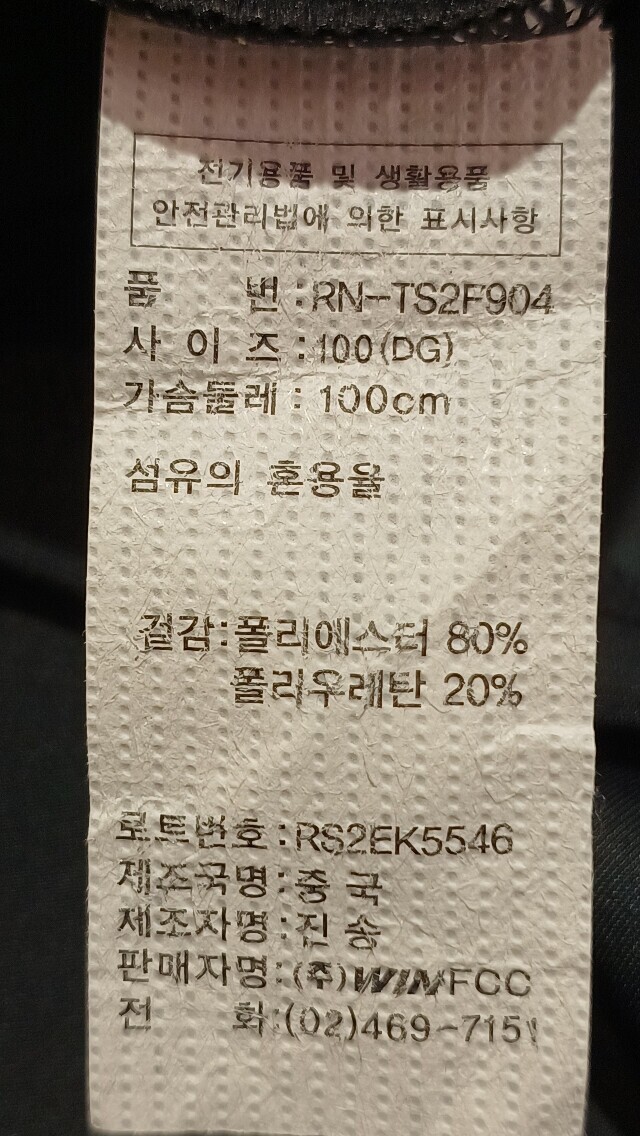 전기용품 및 생활용품
안전관리법에 의한 표시사항
품 번 : RN-TS2F904
사 이 즈 : 100(DG)
가슴둘레 : 100cm
섬유의 혼용율
겉감 : 폴리에스터 80%
폴리우레탄 20%
로트번호 : RS2EK5546
제조국명 : 중 국
제조자명 : 진 송
판매자명 : (주)WINFCC
전 화 : (02)469-7151